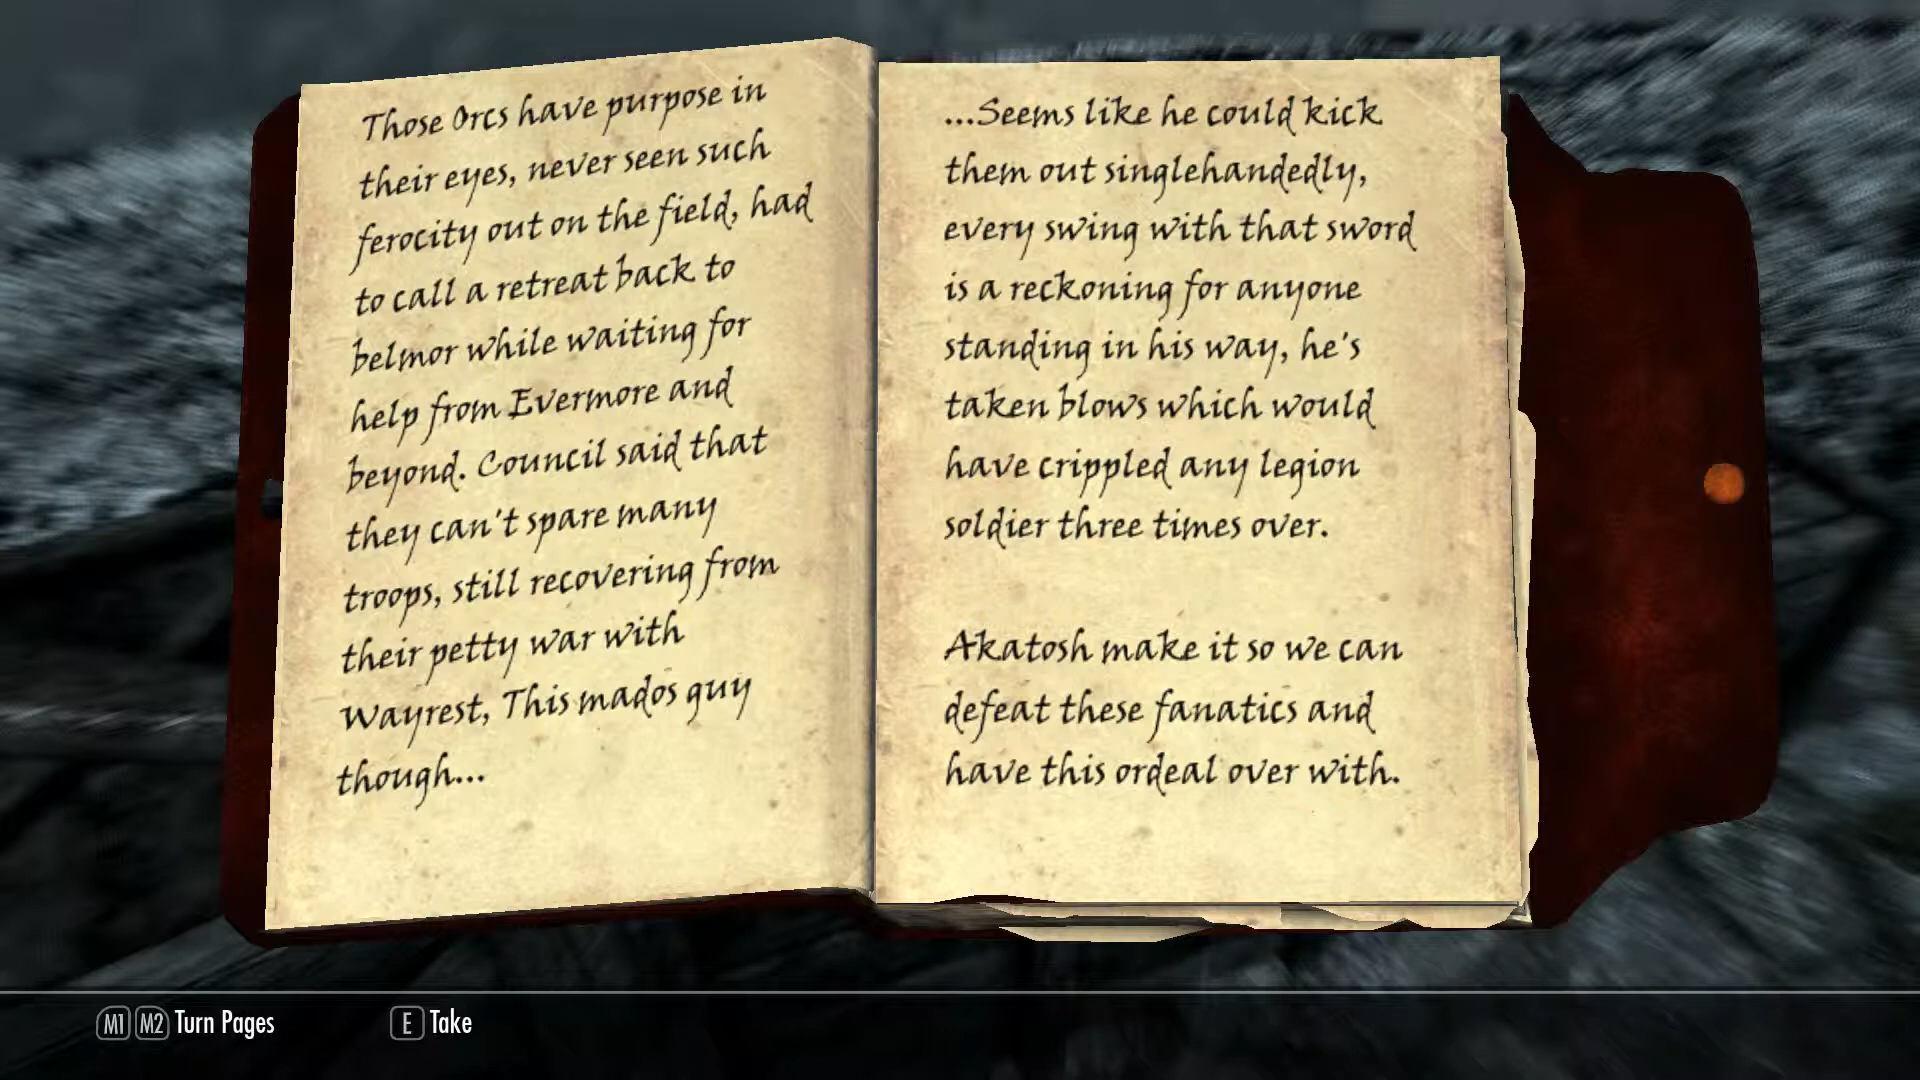 Those Orcs have purpose in
their eyes, never seen such
ferocity out on the field, had
to call a retreat back to
belmor while waiting for
help from Evermore and
beyond. Council said that
they can't spare many
troops, still recovering from
their petty war with
Wayrest, This mados guy
though...
...Seems like he could kick
them out singlehandedly,
every swing with that sword
is a reckoning for anyone
standing in his way, he's
taken blows which would
have crippled any legion
soldier three times over.
Akatosh make it so we can
defeat these fanatics and
have this ordeal over with.
M1 M2 Turn Pages
E Take